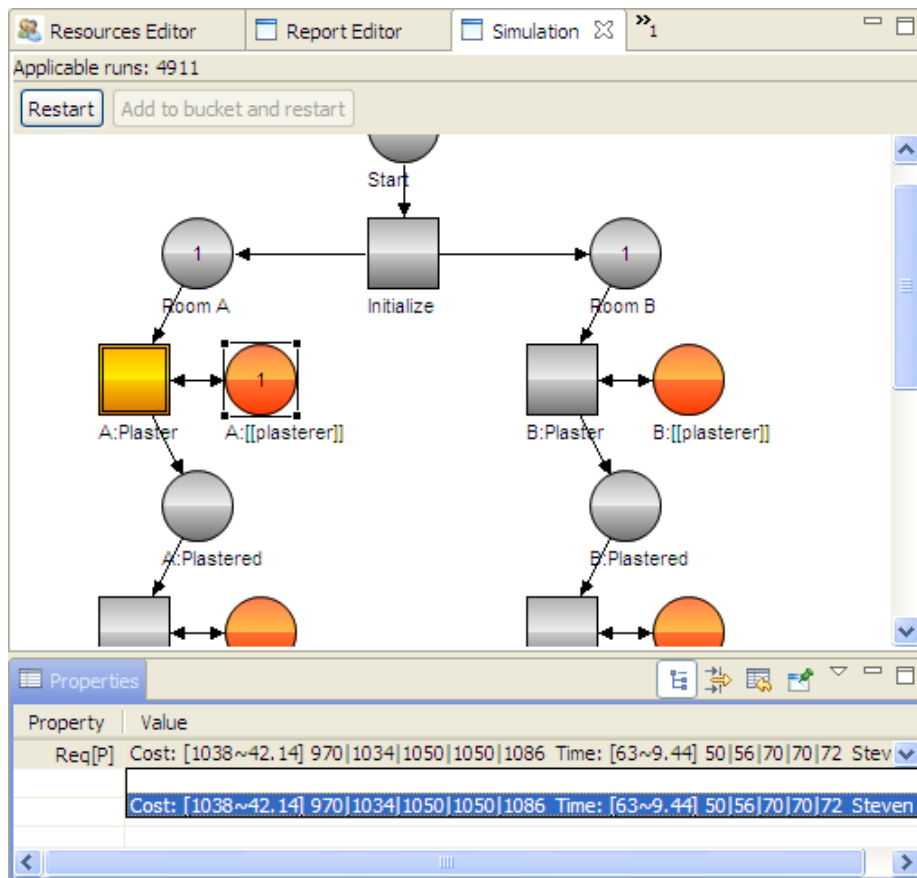 Resources Editor Report Editor Simulation »1
Applicable runs: 4911
Restart Add to bucket and restart
Start
1 1
Room A Initialize Room B
1
A:Plaster A:[[plasterer]] B:Plaster B:[[plasterer]]
A:Plastered B:Plastered
Properties
Property Value
Req[P] Cost: [1038~42.14] 970|1034|1050|1050|1086 Time: [63~9.44] 50|56|70|70|72 Stev
Cost: [1038~42.14] 970|1034|1050|1050|1086 Time: [63~9.44] 50|56|70|70|72 Steven